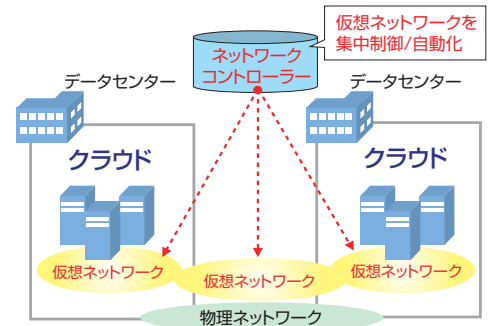 仮想ネットワークを
集中制御/自動化
ネットワーク
コントローラー
データセンター
データセンター
クラウド
クラウド
仮想ネットワーク
仮想ネットワーク
仮想ネットワーク
物理ネットワーク